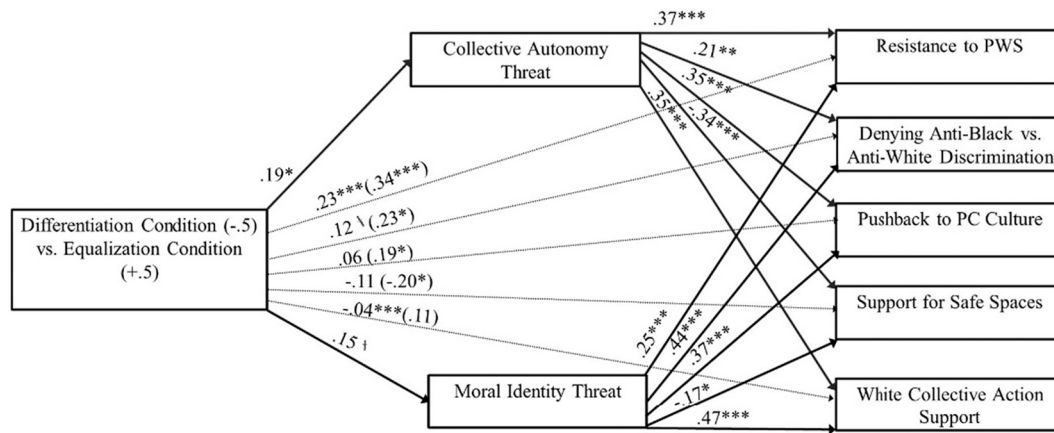 Collective Autonomy
Threat
.37***
.21**
.35***
-.34***
.35***
Resistance to PWS
Denying Anti-Black vs.
Anti-White Discrimination
Pushback to PC Culture
Support for Safe Spaces
White Collective Action
Support
.19*
.23***(.34***)
.12 ƚ (.23*)
.06 (.19*)
-.11 (-.20*)
-.04***(.11)
Differentiation Condition (-.5)
vs. Equalization Condition
(+.5)
.15 ƚ
Moral Identity Threat
.25***
.44***
.37***
-.17*
.47***